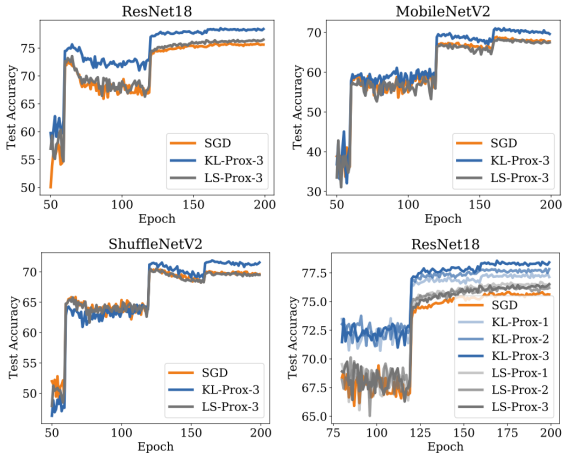 ResNet18
Test Accuracy
75
70
65
60
55
50
SGD
KL-Prox-3
LS-Prox-3
50
100
150
200
Epoch
MobileNetV2
Test Accuracy
70
60
50
40
30
SGD
KL-Prox-3
LS-Prox-3
50
100
150
200
Epoch
ShuffleNetV2
Test Accuracy
70
65
60
55
50
SGD
KL-Prox-3
LS-Prox-3
50
100
150
200
Epoch
ResNet18
Test Accuracy
77.5
75.0
72.5
70.0
67.5
65.0
SGD
KL-Prox-1
KL-Prox-2
KL-Prox-3
LS-Prox-1
LS-Prox-2
LS-Prox-3
75
100
125
150
175
200
Epoch